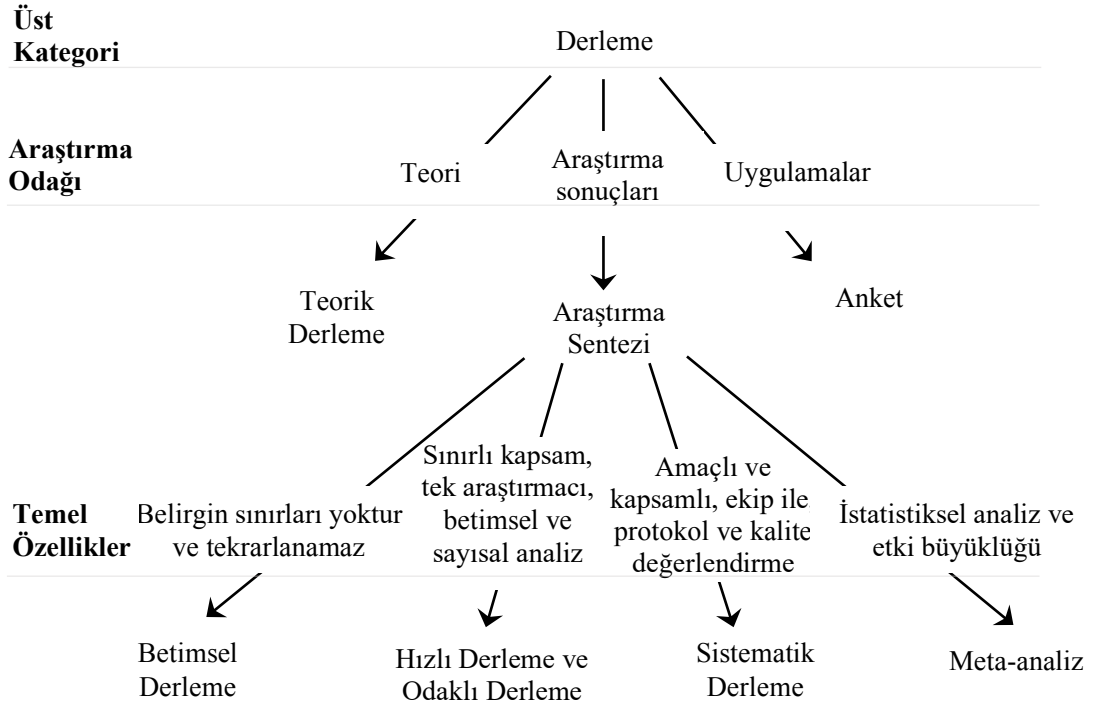 Üst
Kategori
Derleme
Araştırma
Odağı
Teori
Araştırma
sonuçları
Uygulamalar
Teorik
Derleme
Araştırma
Sentezi
Anket
Temel
Özellikler
Belirgin sınırları yoktur
ve tekrarlanamaz
Sınırlı kapsam,
tek araştırmacı,
betimsel ve
sayısal analiz
Amaçlı ve
kapsamlı, ekip ile
protokol ve kalite
değerlendirme
İstatistiksel analiz ve
etki büyüklüğü
Betimsel
Derleme
Hızlı Derleme ve
Odaklı Derleme
Sistematik
Derleme
Meta-analiz